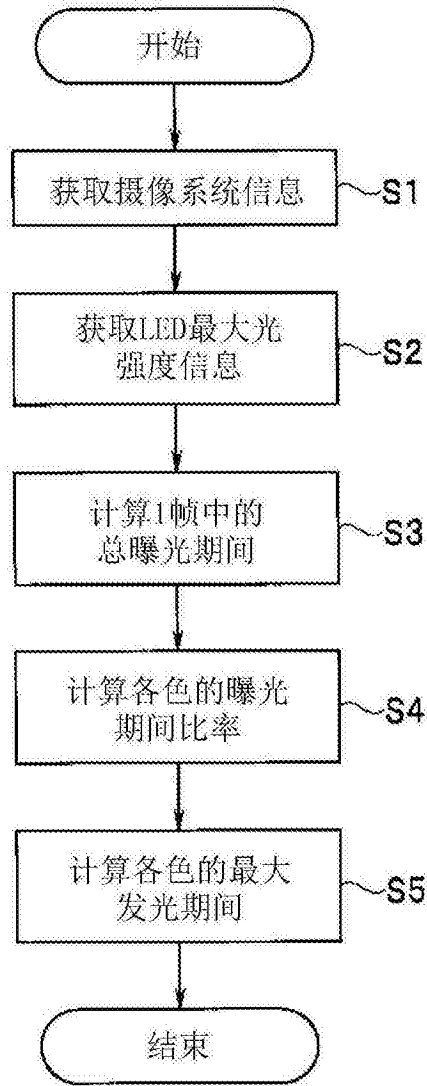 开始
获取摄像系统信息
S1
获取LED最大光
强度信息
S2
计算1帧中的
总曝光期间
S3
计算各色的曝光
期间比率
S4
计算各色的最大
发光期间
S5
结束